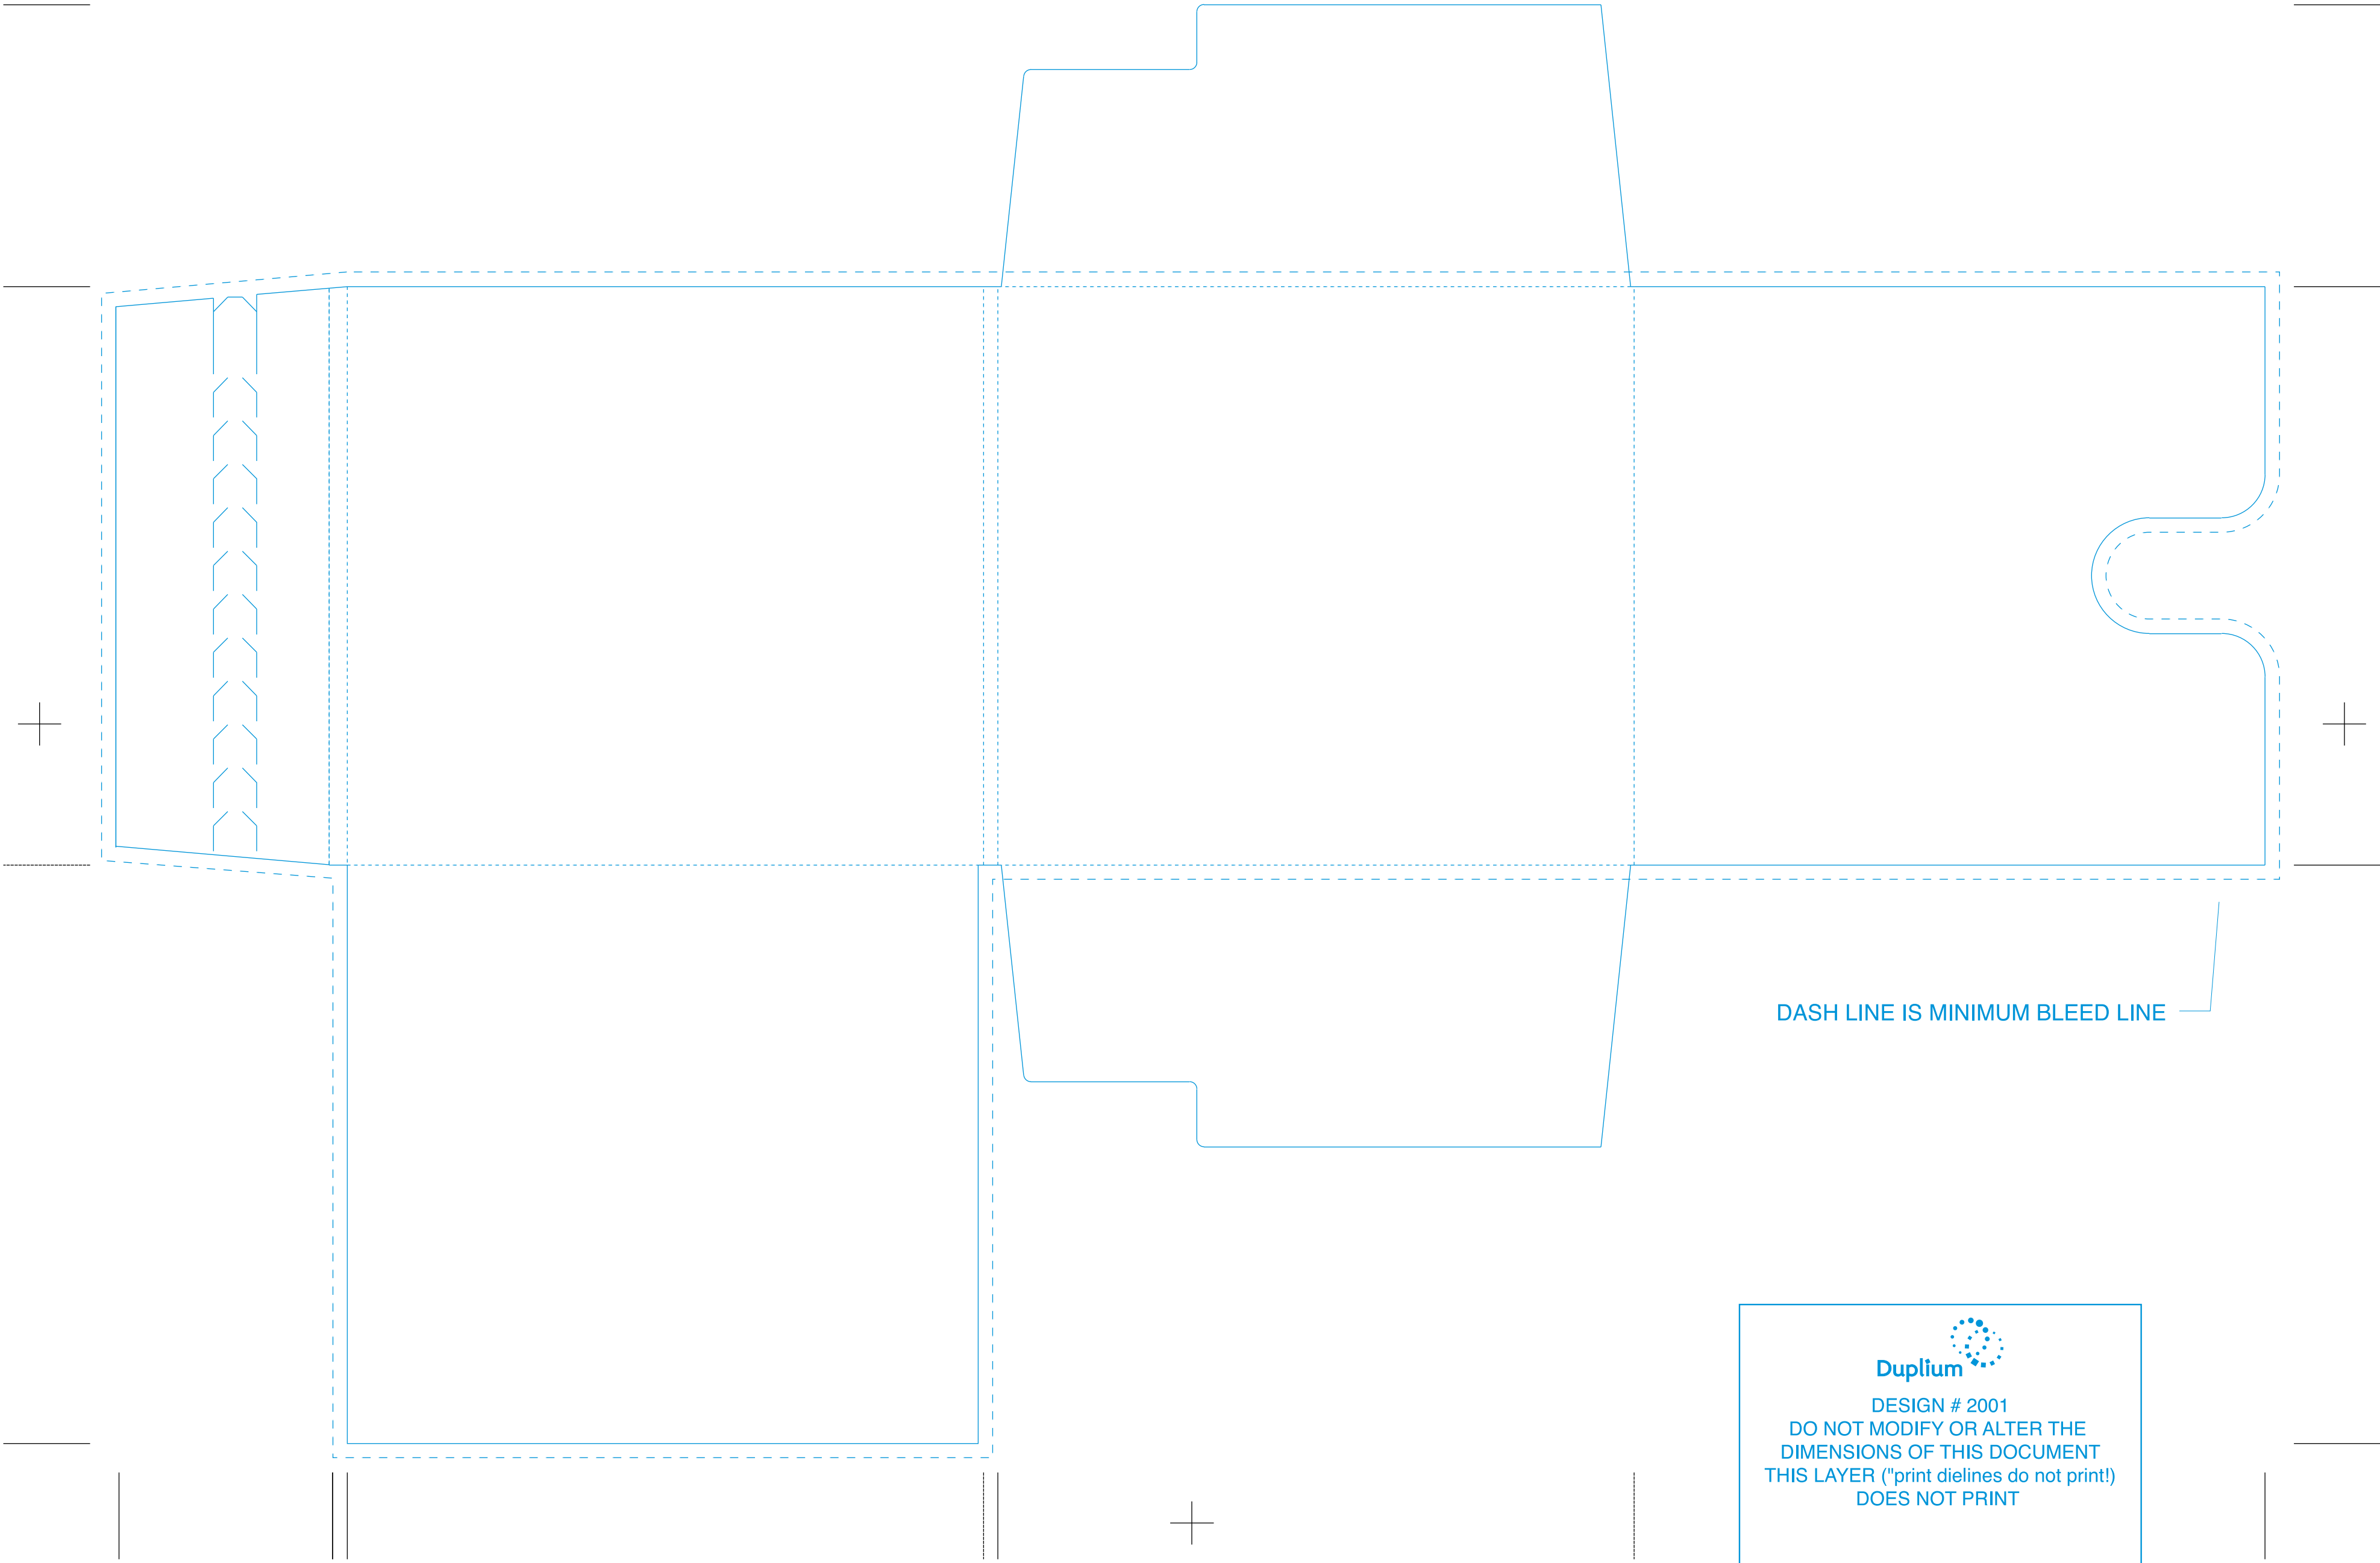 DASH LINE IS MINIMUM BLEED LINE
Duplium
DESIGN # 2001
DO NOT MODIFY OR ALTER THE
DIMENSIONS OF THIS DOCUMENT
THIS LAYER ("print dielines do not print!)
DOES NOT PRINT